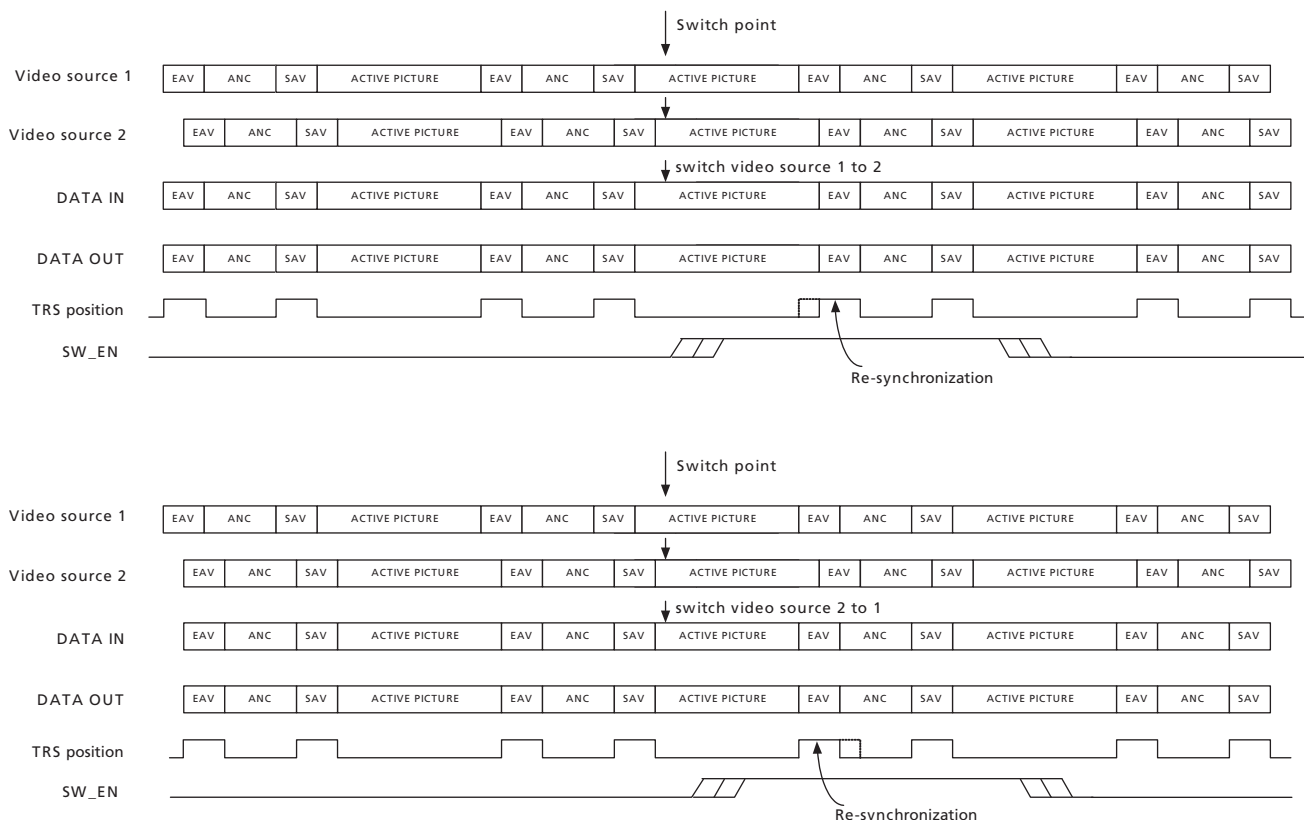 Switch point
Video source 1 EAV ANC SAV ACTIVE PICTURE EAV ANC SAV ACTIVE PICTURE EAV ANC SAV ACTIVE PICTURE EAV ANC SAV
Video source 2 EAV ANC SAV ACTIVE PICTURE EAV ANC SAV ACTIVE PICTURE EAV ANC SAV ACTIVE PICTURE EAV ANC SAV
switch video source 1 to 2
DATA IN EAV ANC SAV ACTIVE PICTURE EAV ANC SAV ACTIVE PICTURE EAV ANC SAV ACTIVE PICTURE EAV ANC SAV
DATA OUT EAV ANC SAV ACTIVE PICTURE EAV ANC SAV ACTIVE PICTURE EAV ANC SAV ACTIVE PICTURE EAV ANC SAV
TRS position
SW_EN
Re-synchronization
Switch point
Video source 1 EAV ANC SAV ACTIVE PICTURE EAV ANC SAV ACTIVE PICTURE EAV ANC SAV ACTIVE PICTURE EAV ANC SAV
Video source 2 EAV ANC SAV ACTIVE PICTURE EAV ANC SAV ACTIVE PICTURE EAV ANC SAV ACTIVE PICTURE EAV ANC SAV
switch video source 2 to 1
DATA IN EAV ANC SAV ACTIVE PICTURE EAV ANC SAV ACTIVE PICTURE EAV ANC SAV ACTIVE PICTURE EAV ANC SAV
DATA OUT EAV ANC SAV ACTIVE PICTURE EAV ANC SAV ACTIVE PICTURE EAV ANC SAV ACTIVE PICTURE EAV ANC SAV
TRS position
SW_EN
Re-synchronization